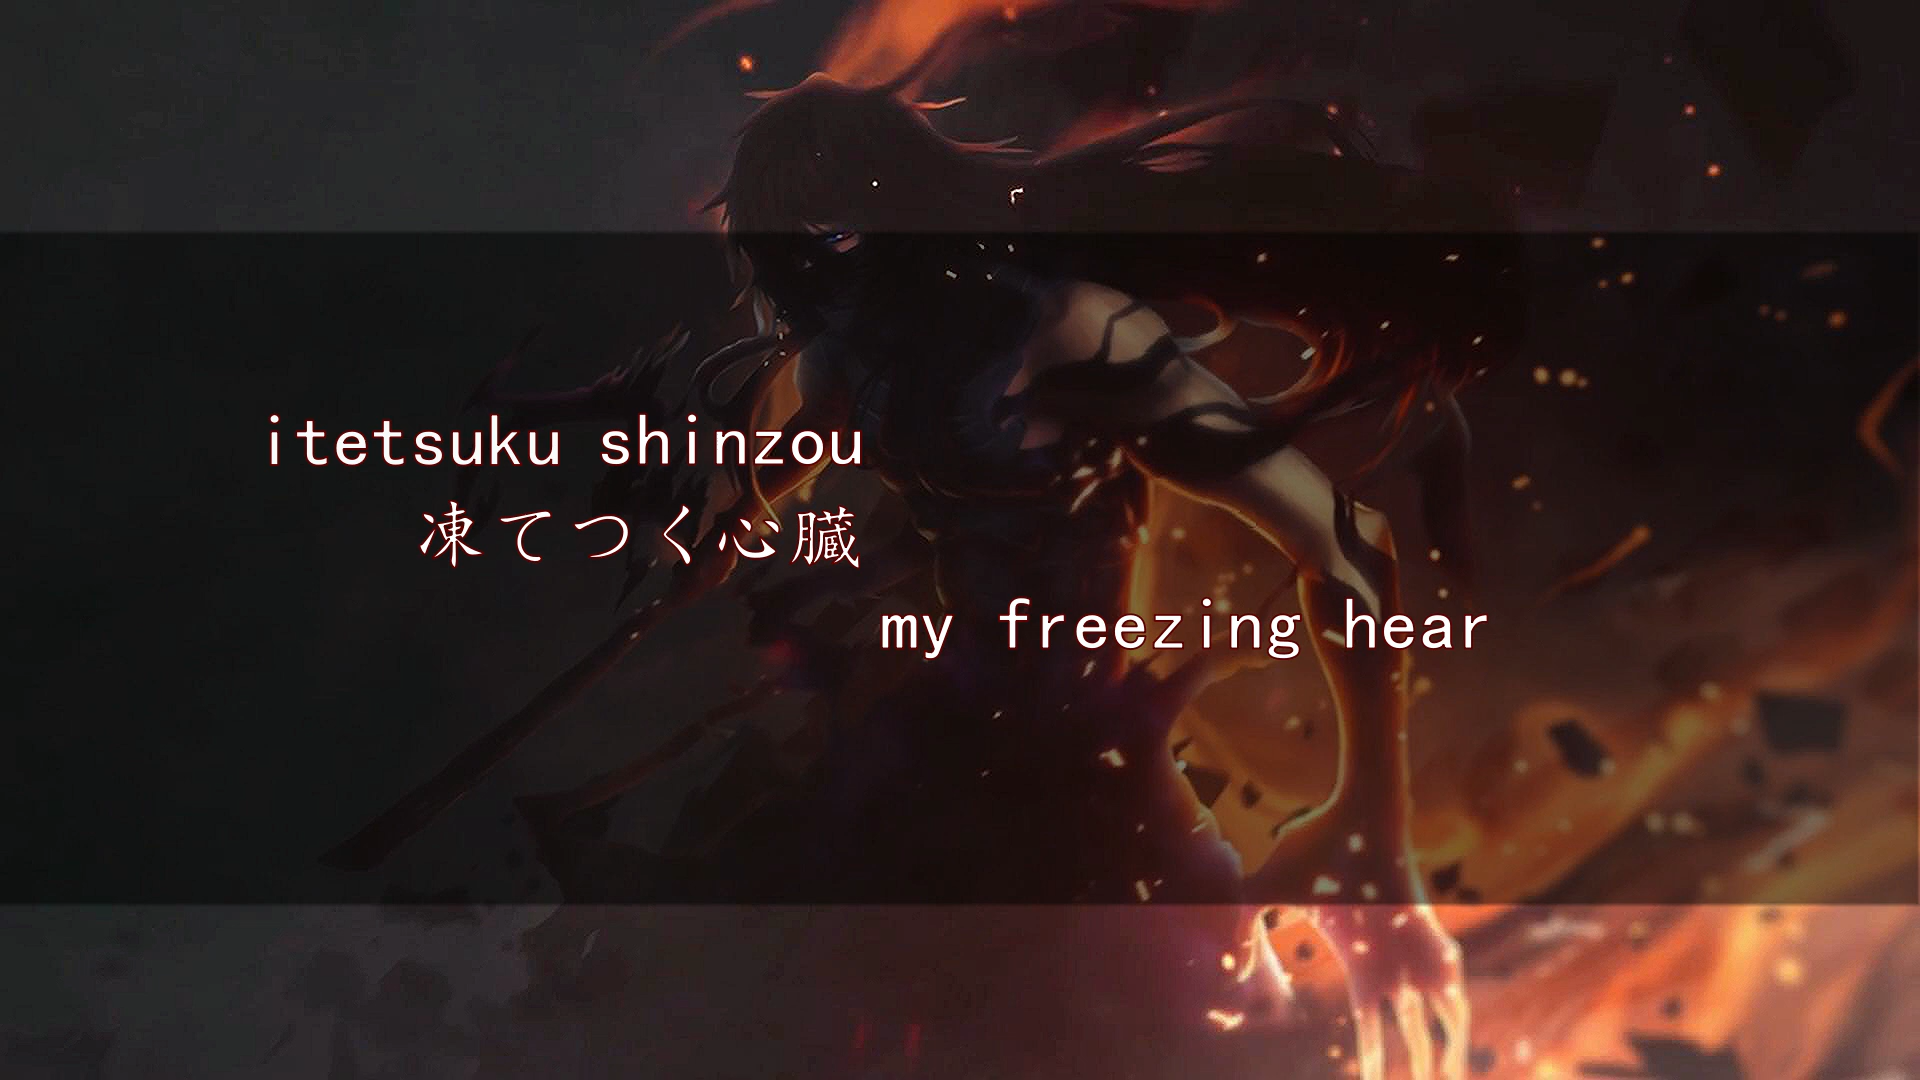 itetsuku shinzou
凍てつく心臓
my freezing hear